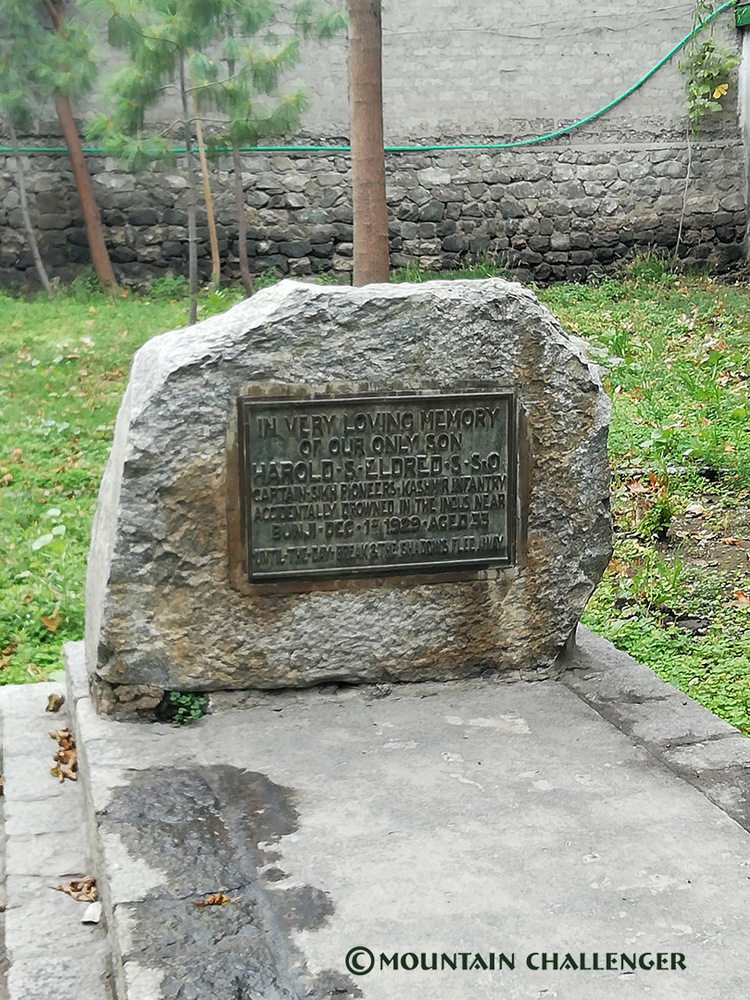 IN VERY LOVING MEMORY
OF OUR ONLY SON
HAROLD·S·ELDRED·S·S·O·
CAPTAIN·SIKH PIONEERS·KASHMIR INFANTRY
ACCIDENTALLY DROWNED IN THE INDUS NEAR
BUNJI·DEC·1ST 1929·AGED
UNTIL·THE·DAY·BREAK & THE SHADOWS FLEE AWAY
© MOUNTAIN CHALLENGER